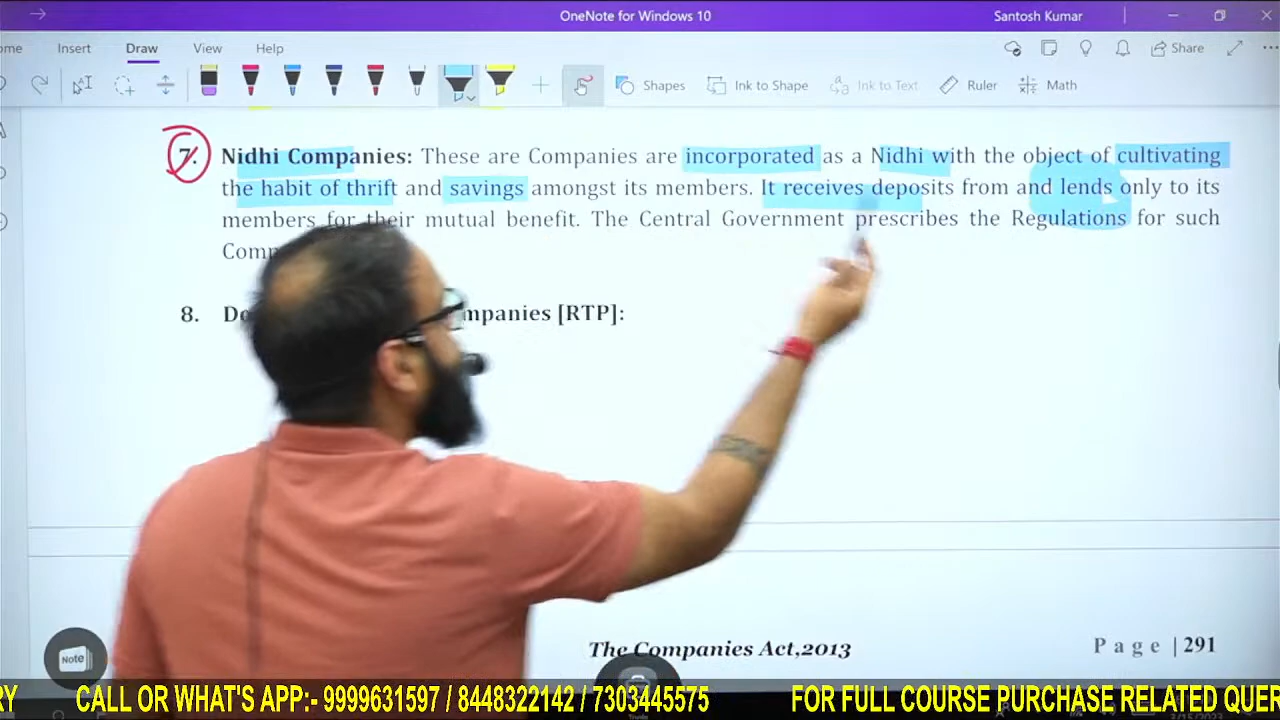 OneNote for Windows 10
Santosh Kumar
ome Insert Draw View Help
Share
Shapes Ink to Shape Ink to Text Ruler Math
7. Nidhi Companies: These are Companies are incorporated as a Nidhi with the object of cultivating
the habit of thrift and savings amongst its members. It receives deposits from and lends only to its
members for their mutual benefit. The Central Government prescribes the Regulations for such
Comp
8. Do mpanies [RTP]:
The Companies Act,2013
P a g e | 291
Note
RY CALL OR WHAT'S APP:- 9999631597 / 8448322142 / 7303445575 FOR FULL COURSE PURCHASE RELATED QUER